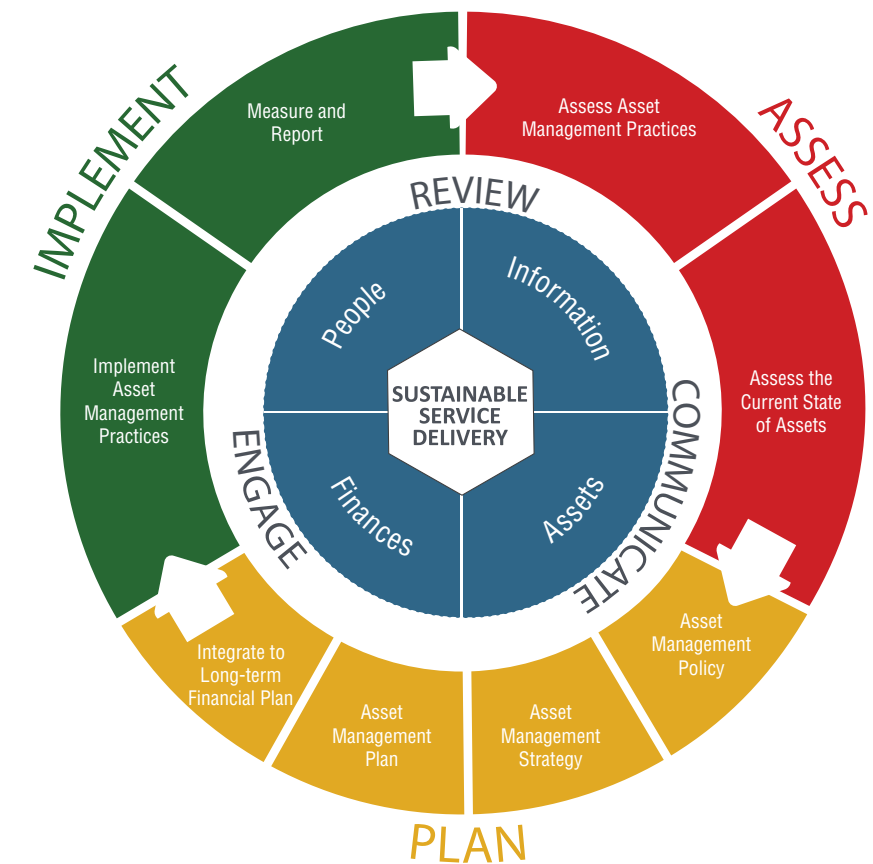 IMPLEMENT
Measure and
Report
Assess Asset
Management Practices
ASSESS
REVIEW
People
Information
Implement
Asset
Management
Practices
SUSTAINABLE
SERVICE
DELIVERY
Assess the
Current State
of Assets
ENGAGE
Finances
Assets
COMMUNICATE
Integrate to
Long-term
Financial Plan
Asset
Management
Plan
Asset
Management
Strategy
Asset
Management
Policy
PLAN